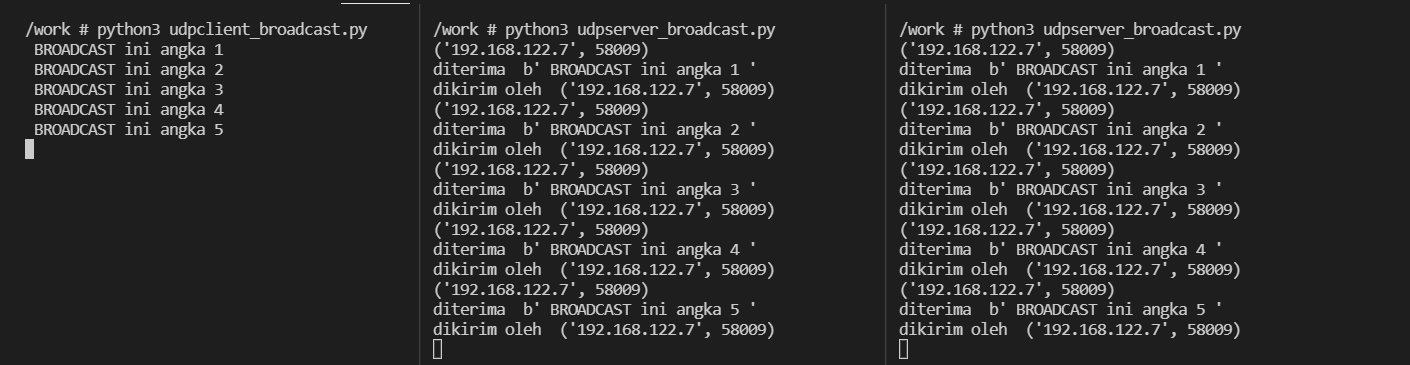 /work # python3 udpclient_broadcast.py
 BROADCAST ini angka 1
 BROADCAST ini angka 2
 BROADCAST ini angka 3
 BROADCAST ini angka 4
 BROADCAST ini angka 5
/work # python3 udpserver_broadcast.py
('192.168.122.7', 58009)
diterima  b' BROADCAST ini angka 1 '
dikirim oleh  ('192.168.122.7', 58009)
('192.168.122.7', 58009)
diterima  b' BROADCAST ini angka 2 '
dikirim oleh  ('192.168.122.7', 58009)
('192.168.122.7', 58009)
diterima  b' BROADCAST ini angka 3 '
dikirim oleh  ('192.168.122.7', 58009)
('192.168.122.7', 58009)
diterima  b' BROADCAST ini angka 4 '
dikirim oleh  ('192.168.122.7', 58009)
('192.168.122.7', 58009)
diterima  b' BROADCAST ini angka 5 '
dikirim oleh  ('192.168.122.7', 58009)
/work # python3 udpserver_broadcast.py
('192.168.122.7', 58009)
diterima  b' BROADCAST ini angka 1 '
dikirim oleh  ('192.168.122.7', 58009)
('192.168.122.7', 58009)
diterima  b' BROADCAST ini angka 2 '
dikirim oleh  ('192.168.122.7', 58009)
('192.168.122.7', 58009)
diterima  b' BROADCAST ini angka 3 '
dikirim oleh  ('192.168.122.7', 58009)
('192.168.122.7', 58009)
diterima  b' BROADCAST ini angka 4 '
dikirim oleh  ('192.168.122.7', 58009)
('192.168.122.7', 58009)
diterima  b' BROADCAST ini angka 5 '
dikirim oleh  ('192.168.122.7', 58009)